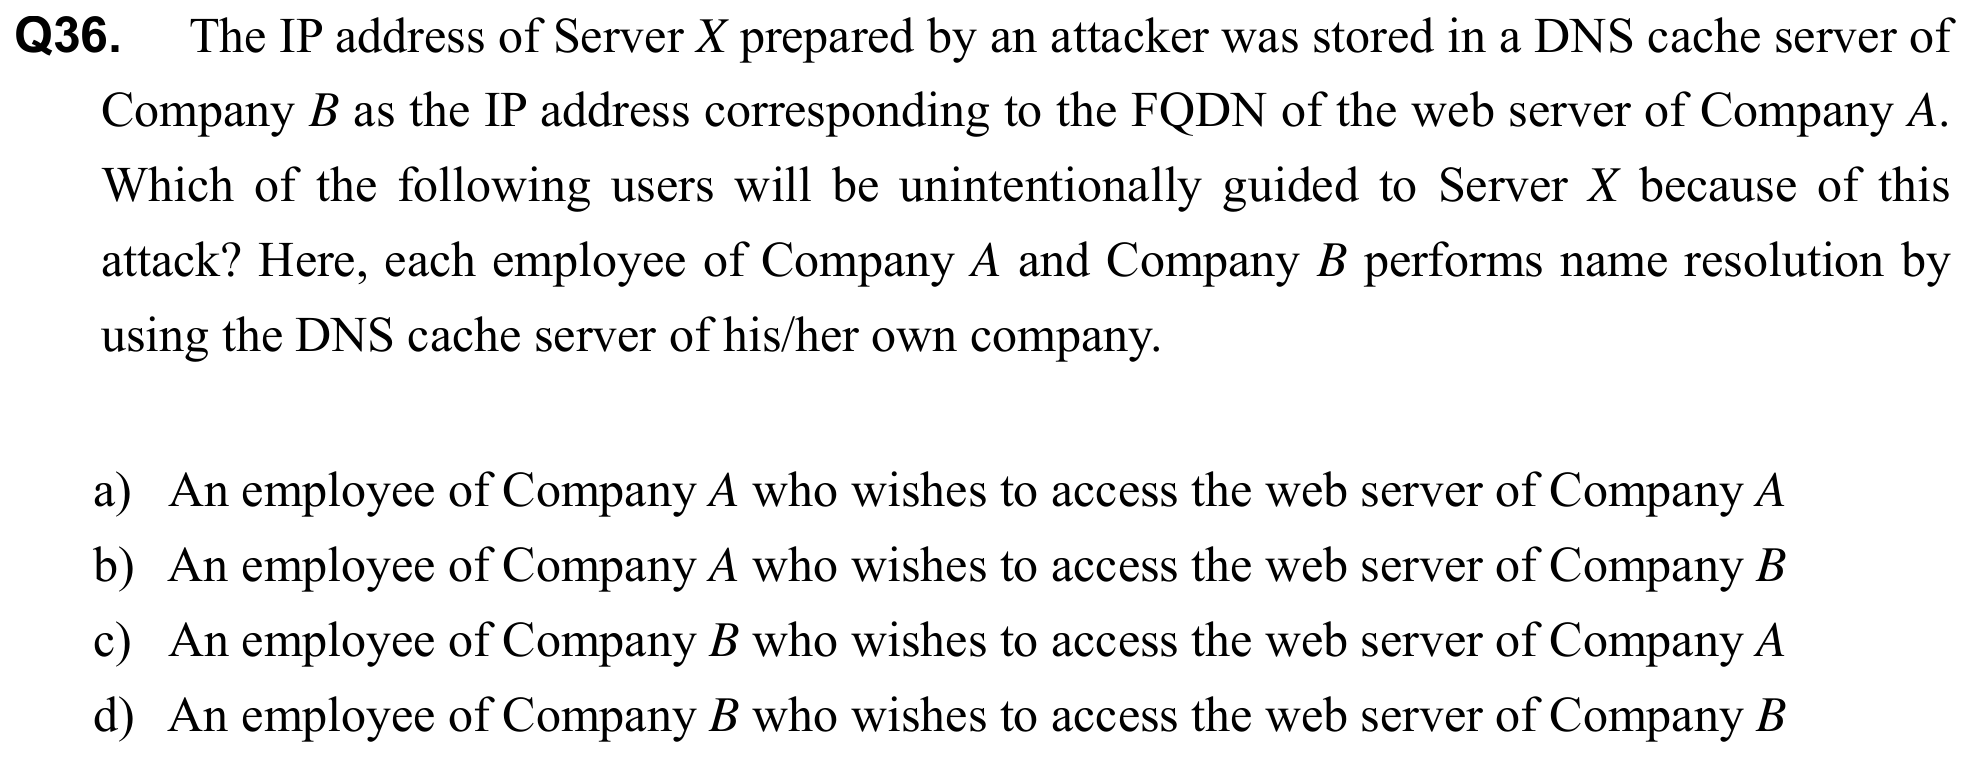 Q36. The IP address of Server X prepared by an attacker was stored in a DNS cache server of
Company B as the IP address corresponding to the FQDN of the web server of Company A.
Which of the following users will be unintentionally guided to Server X because of this
attack? Here, each employee of Company A and Company B performs name resolution by
using the DNS cache server of his/her own company.
a) An employee of Company A who wishes to access the web server of Company A
b) An employee of Company A who wishes to access the web server of Company B
c) An employee of Company B who wishes to access the web server of Company A
d) An employee of Company B who wishes to access the web server of Company B